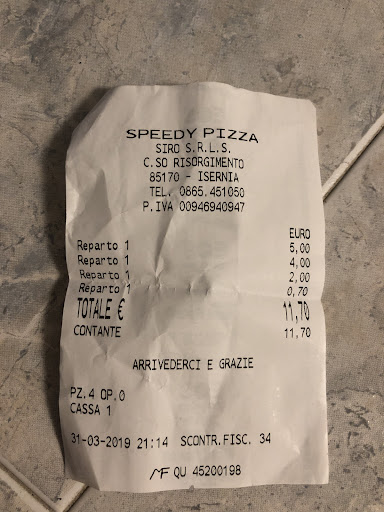 SPEEDY PIZZA
SIRO S.R.L.S.
C.SO RISORGIMENTO
85170 - ISERNIA
TEL. 0865.451050
P.IVA 00946940947
EURO
Reparto 1 5,00
Reparto 1 4,00
Reparto 1 2,00
Reparto 1 0,70
TOTALE € 11,70
CONTANTE 11,70
ARRIVEDERCI E GRAZIE
PZ.4 OP.0
CASSA 1
31-03-2019 21:14 SCONTR.FISC. 34
MF QU 45200198